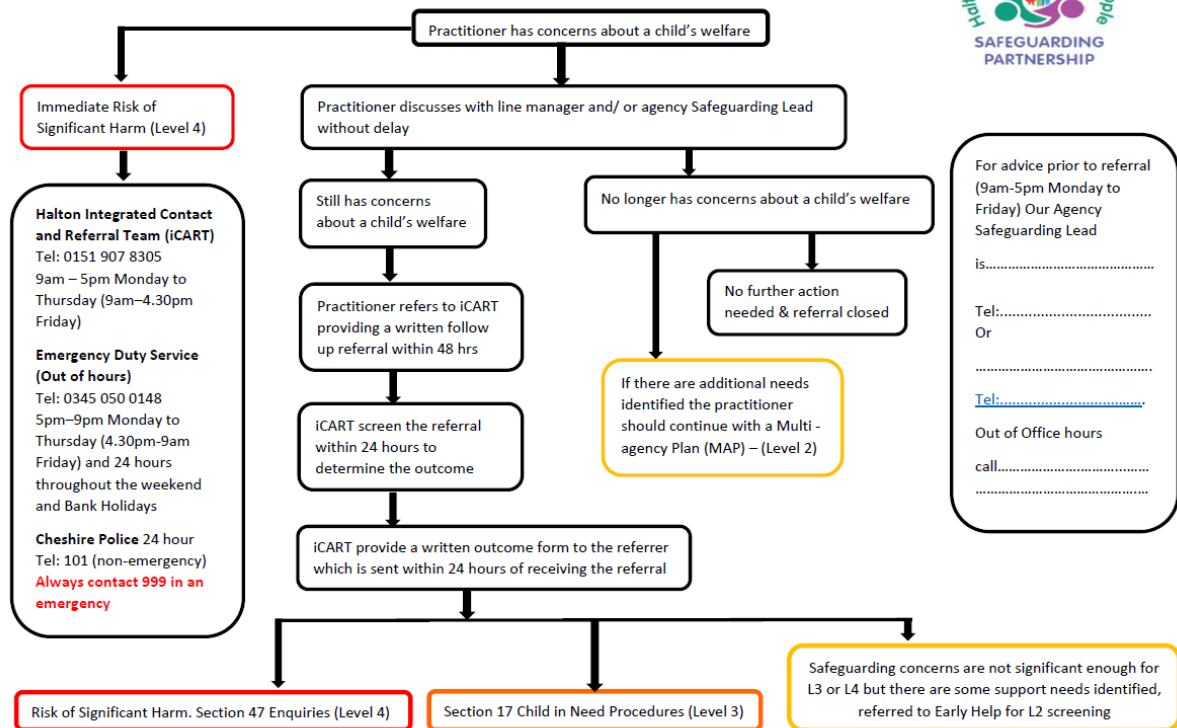 Practitioner has concerns about a child's welfare
SAFEGUARDING
PARTNERSHIP
Immediate Risk of
Significant Harm (Level 4)
Practitioner discusses with line manager and/ or agency Safeguarding Lead
without delay
Halton Integrated Contact
and Referral Team (iCART)
Tel: 0151 907 8305
9am – 5pm Monday to
Thursday (9am–4.30pm
Friday)
Emergency Duty Service
(Out of hours)
Tel: 0345 050 0148
5pm–9pm Monday to
Thursday (4.30pm-9am
Friday) and 24 hours
throughout the weekend
and Bank Holidays
Cheshire Police 24 hour
Tel: 101 (non-emergency)
Always contact 999 in an
emergency
Still has concerns
about a child's welfare
No longer has concerns about a child's welfare
Practitioner refers to iCART
providing a written follow
up referral within 48 hrs
No further action
needed & referral closed
If there are additional needs
identified the practitioner
should continue with a Multi -
agency Plan (MAP) – (Level 2)
iCART screen the referral
within 24 hours to
determine the outcome
iCART provide a written outcome form to the referrer
which is sent within 24 hours of receiving the referral
For advice prior to referral
(9am-5pm Monday to
Friday) Our Agency
Safeguarding Lead
is…………………………………………
Tel:........................................
Or
…………………………………………….
Tel:……………………………………….
Out of Office hours
call……………………………………
……………………………………………
Risk of Significant Harm. Section 47 Enquiries (Level 4)
Section 17 Child in Need Procedures (Level 3)
Safeguarding concerns are not significant enough for
L3 or L4 but there are some support needs identified,
referred to Early Help for L2 screening